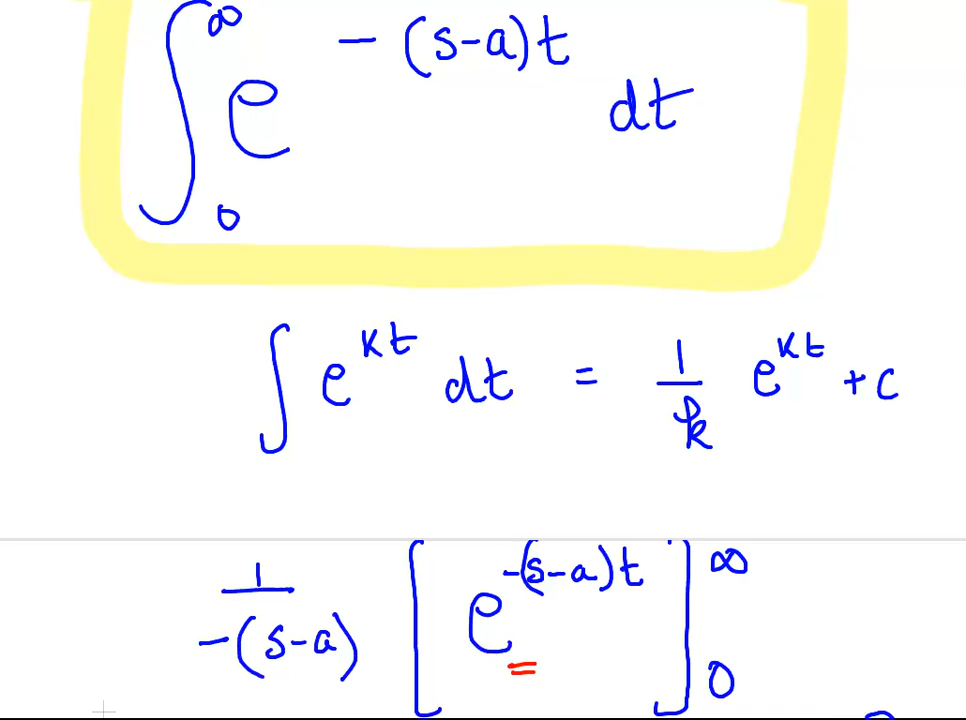 ∫₀^∞ e^{-(s-a)t} dt
∫ e^{kt} dt = 1/k e^{kt} + c
1/-(s-a) [e^{-(s-a)t}]₀^∞